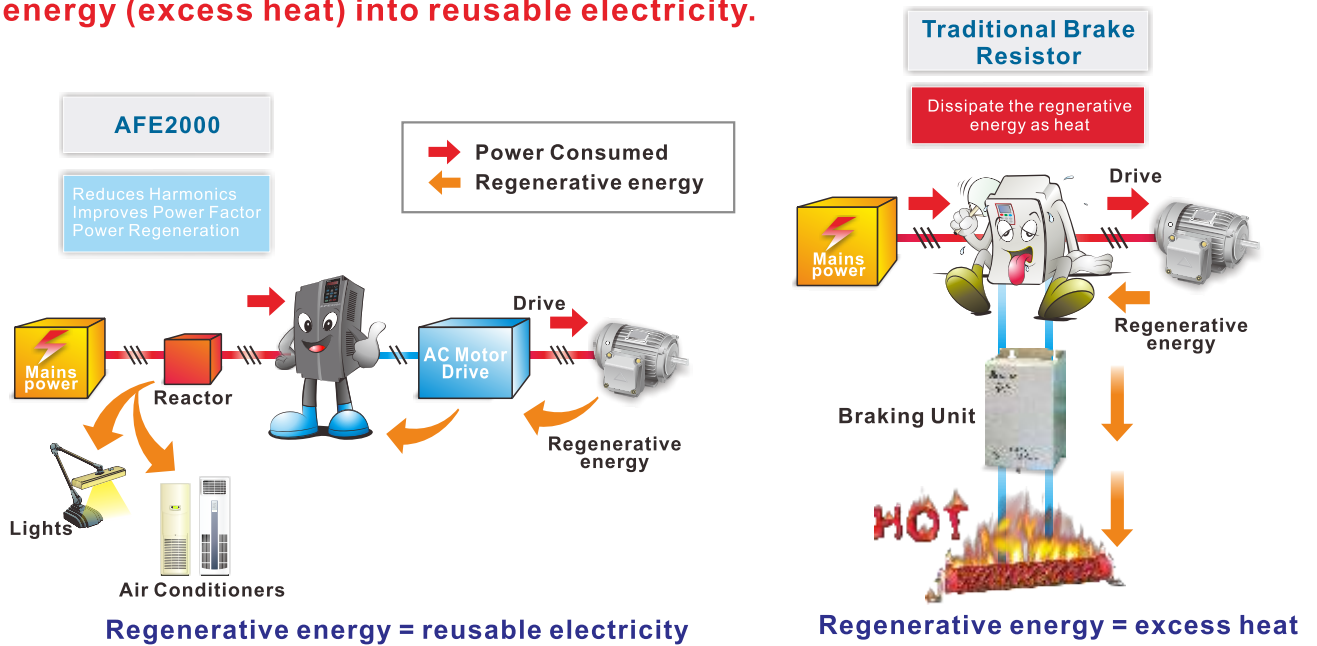 energy (excess heat) into reusable electricity.
AFE2000
Reduces Harmonics
Improves Power Factor
Power Regeneration
Power Consumed
Regenerative energy
Mains
power
Reactor
AC Motor
Drive
Drive
Regenerative
energy
Lights
Air Conditioners
Regenerative energy = reusable electricity
Traditional Brake
Resistor
Dissipate the regnerative
energy as heat
Mains
power
Drive
Regenerative
energy
Braking Unit
HOT
Regenerative energy = excess heat